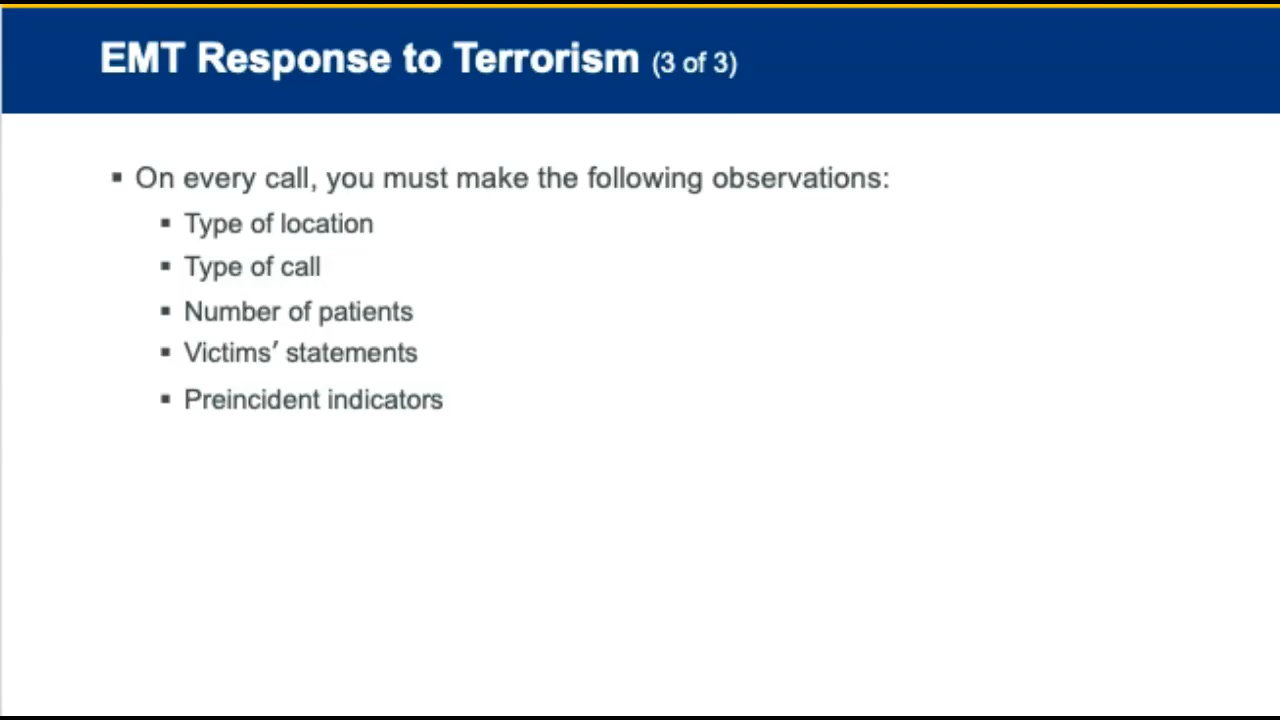 EMT Response to Terrorism (3 of 3)
▪ On every call, you must make the following observations:
▪ Type of location
▪ Type of call
▪ Number of patients
▪ Victims′ statements
▪ Preincident indicators